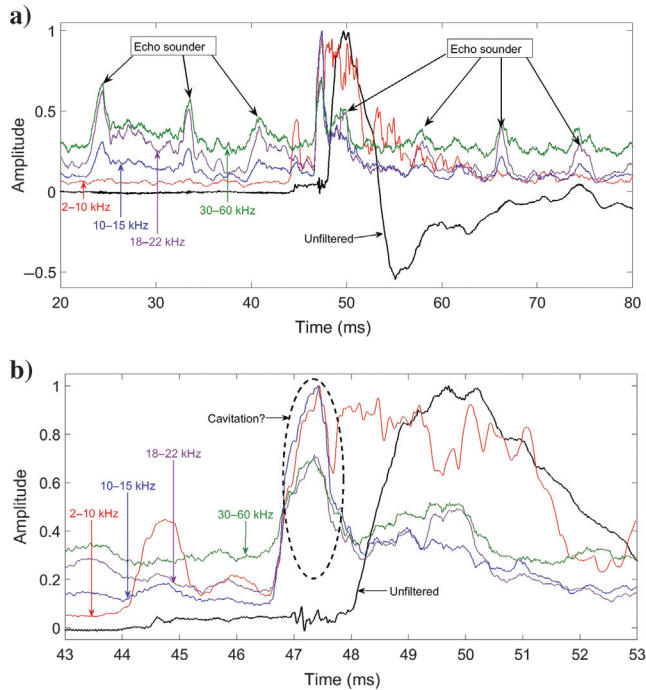 a)
Echo sounder
Echo sounder
1
0.5
0
−0.5
Amplitude
2–10 kHz
10–15 kHz
18–22 kHz
30–60 kHz
Unfiltered
20 30 40 50 60 70 80
Time (ms)
b)
1
0.8
0.6
0.4
0.2
0
Amplitude
Cavitation?
18–22 kHz
10–15 kHz
2–10 kHz
30–60 kHz
Unfiltered
43 44 45 46 47 48 49 50 51 52 53
Time (ms)